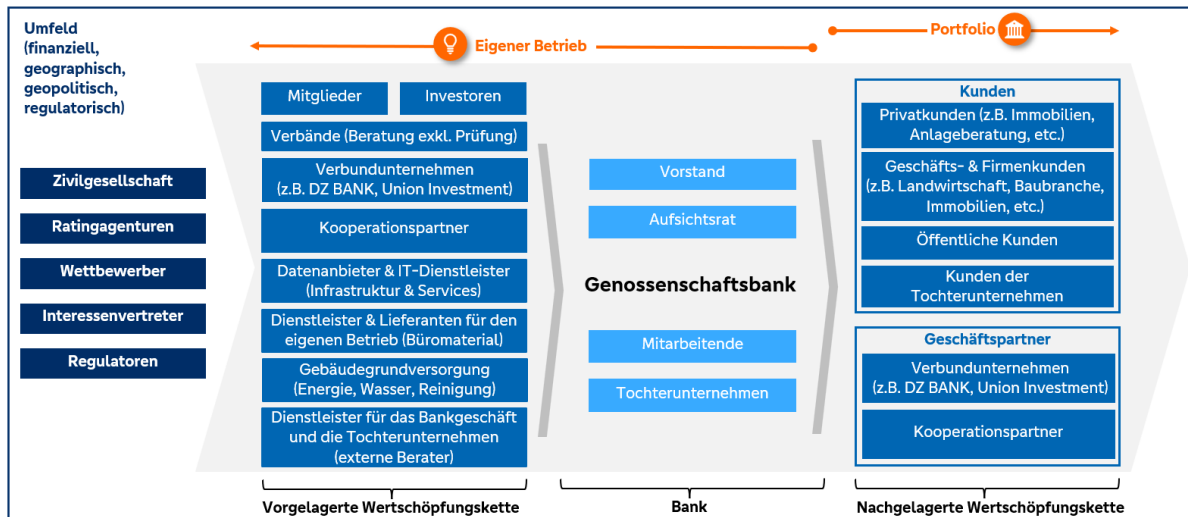 Umfeld
(finanziell,
geographisch,
geopolitisch,
regulatorisch)
Eigener Betrieb
Portfolio
Zivilgesellschaft
Ratingagenturen
Wettbewerber
Interessenvertreter
Regulatoren
Mitglieder
Investoren
Verbände (Beratung exkl. Prüfung)
Verbundunternehmen
(z.B. DZ BANK, Union Investment)
Kooperationspartner
Datenanbieter & IT-Dienstleister
(Infrastruktur & Services)
Dienstleister & Lieferanten für den
eigenen Betrieb (Büromaterial)
Gebäudegrundversorgung
(Energie, Wasser, Reinigung)
Dienstleister für das Bankgeschäft
und die Tochterunternehmen
(externe Berater)
Vorgelagerte Wertschöpfungskette
Vorstand
Aufsichtsrat
Genossenschaftsbank
Mitarbeitende
Tochterunternehmen
Bank
Kunden
Privatkunden (z.B. Immobilien,
Anlageberatung, etc.)
Geschäfts- & Firmenkunden
(z.B. Landwirtschaft, Baubranche,
Immobilien, etc.)
Öffentliche Kunden
Kunden der
Tochterunternehmen
Geschäftspartner
Verbundunternehmen
(z.B. DZ BANK, Union Investment)
Kooperationspartner
Nachgelagerte Wertschöpfungskette